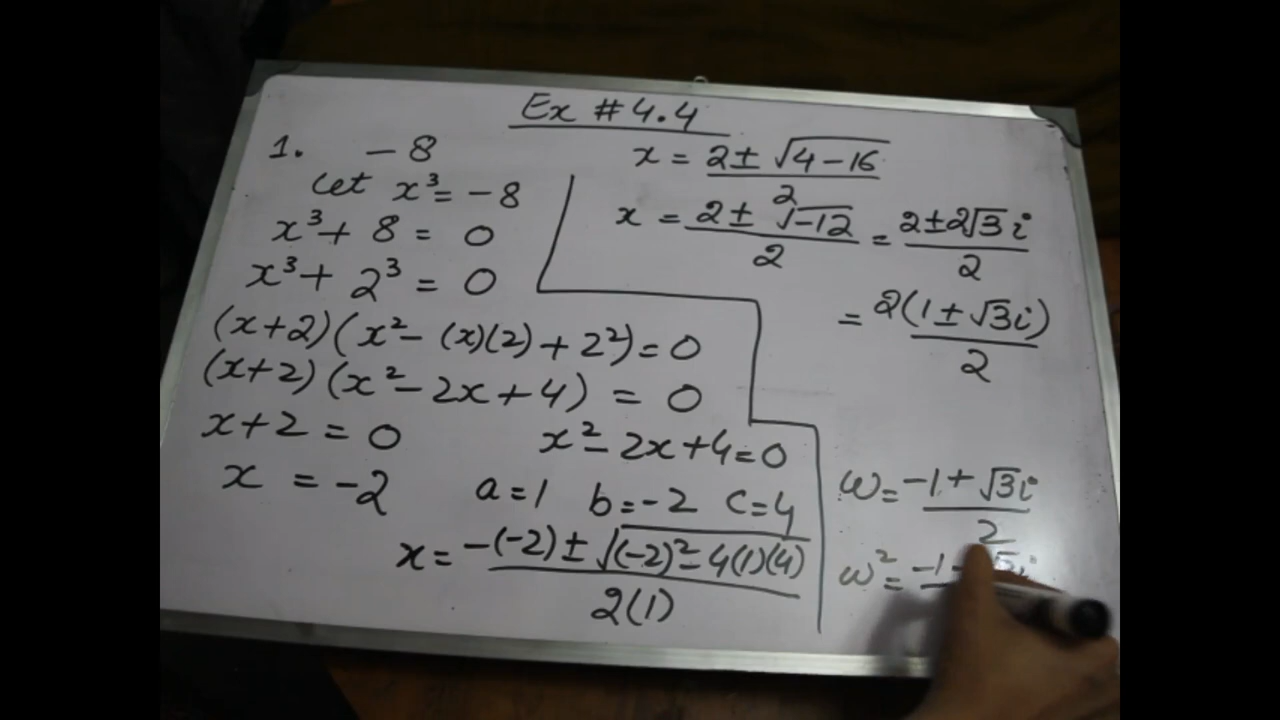 Ex # 4.4
1. -8
Let x³ = -8
x³ + 8 = 0
x³ + 2³ = 0
(x+2)(x² - (x)(2) + 2²) = 0
(x+2)(x² - 2x + 4) = 0
x + 2 = 0 x² - 2x + 4 = 0
x = -2 a = 1 b = -2 c = 4
x = -(-2) ± √(-2)² - 4(1)(4) / 2(1)
x = 2 ± √4 - 16 / 2
x = 2 ± √-12 / 2 = 2 ± 2√3 i / 2
= 2(1 ± √3 i) / 2
ω = -1 + √3 i / 2
ω² = -1 -